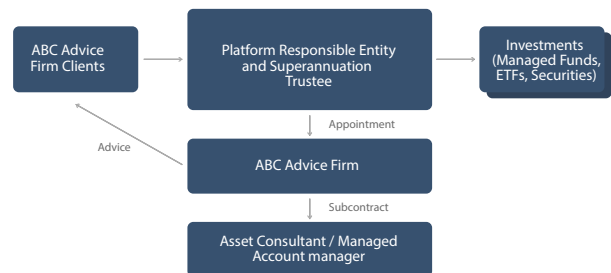 ABC Advice
Firm Clients
Platform Responsible Entity
and Superannuation
Trustee
Investments
(Managed Funds,
ETFs, Securities)
Appointment
Advice
ABC Advice Firm
Subcontract
Asset Consultant / Managed
Account manager